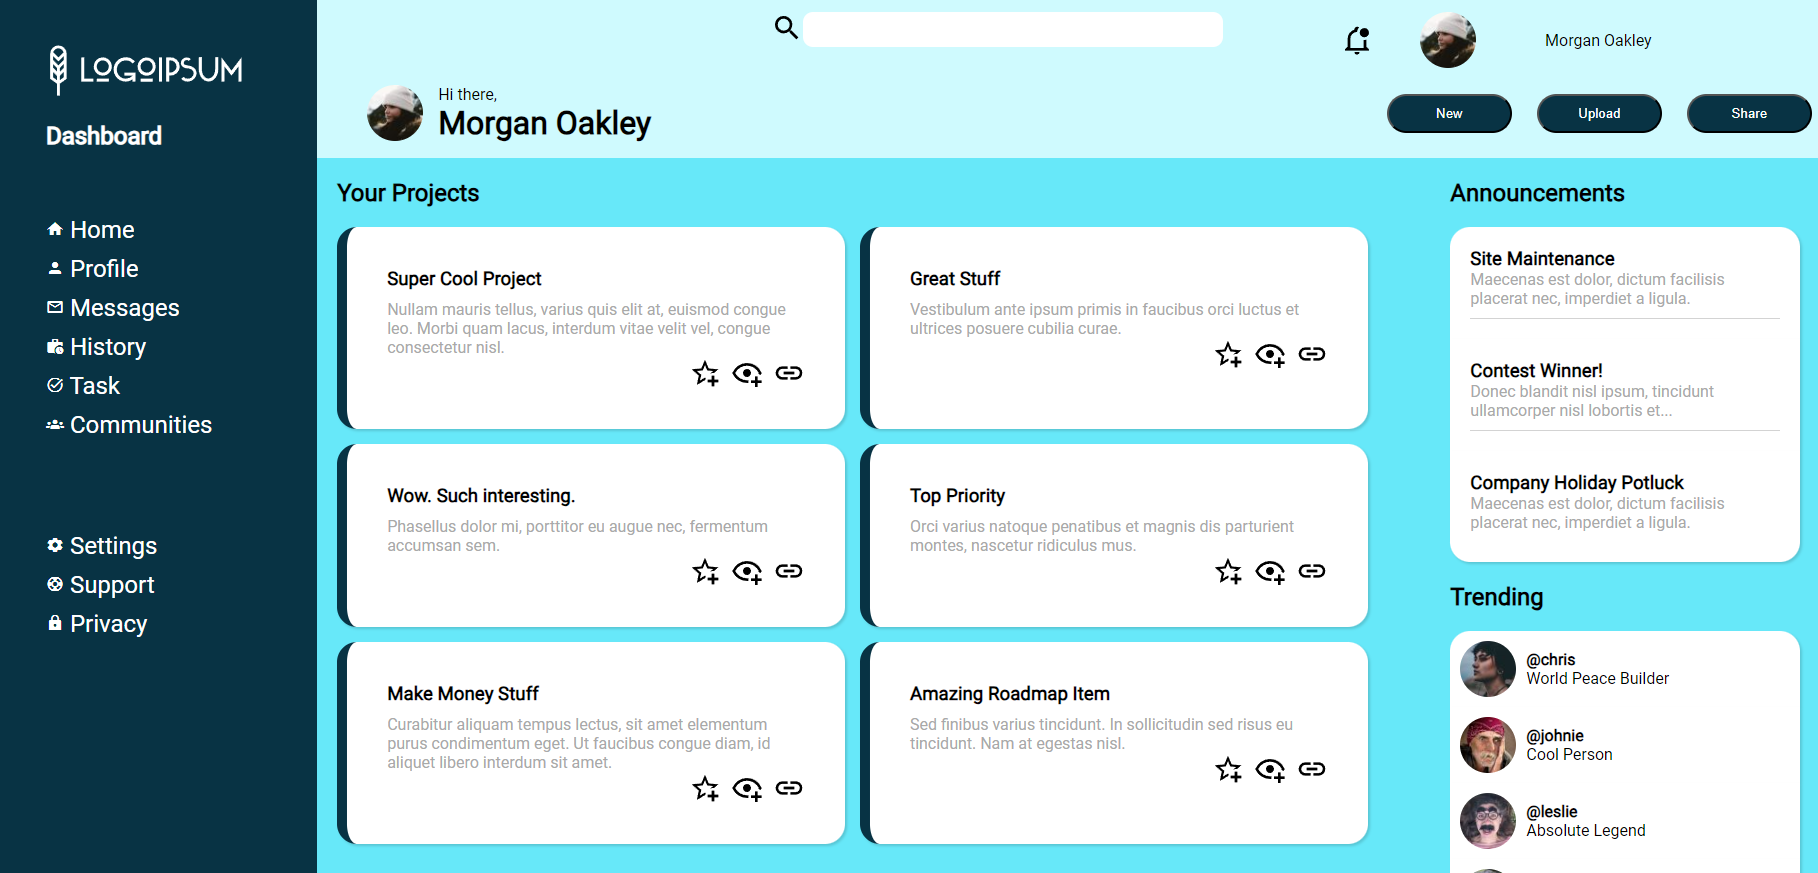 LOGOIPSUM
Dashboard
Home
Profile
Messages
History
Task
Communities
Settings
Support
Privacy
Morgan Oakley
Hi there,
Morgan Oakley
New
Upload
Share
Your Projects
Super Cool Project
Nullam mauris tellus, varius quis elit at, euismod congue
leo. Morbi quam lacus, interdum vitae velit vel, congue
consectetur nisl.
Great Stuff
Vestibulum ante ipsum primis in faucibus orci luctus et
ultrices posuere cubilia curae.
Wow. Such interesting.
Phasellus dolor mi, porttitor eu augue nec, fermentum
accumsan sem.
Top Priority
Orci varius natoque penatibus et magnis dis parturient
montes, nascetur ridiculus mus.
Make Money Stuff
Curabitur aliquam tempus lectus, sit amet elementum
purus condimentum eget. Ut faucibus congue diam, id
aliquet libero interdum sit amet.
Amazing Roadmap Item
Sed finibus varius tincidunt. In sollicitudin sed risus eu
tincidunt. Nam at egestas nisl.
Announcements
Site Maintenance
Maecenas est dolor, dictum facilisis
placerat nec, imperdiet a ligula.
Contest Winner!
Donec blandit nisl ipsum, tincidunt
ullamcorper nisl lobortis et...
Company Holiday Potluck
Maecenas est dolor, dictum facilisis
placerat nec, imperdiet a ligula.
Trending
@chris
World Peace Builder
@johnie
Cool Person
@leslie
Absolute Legend